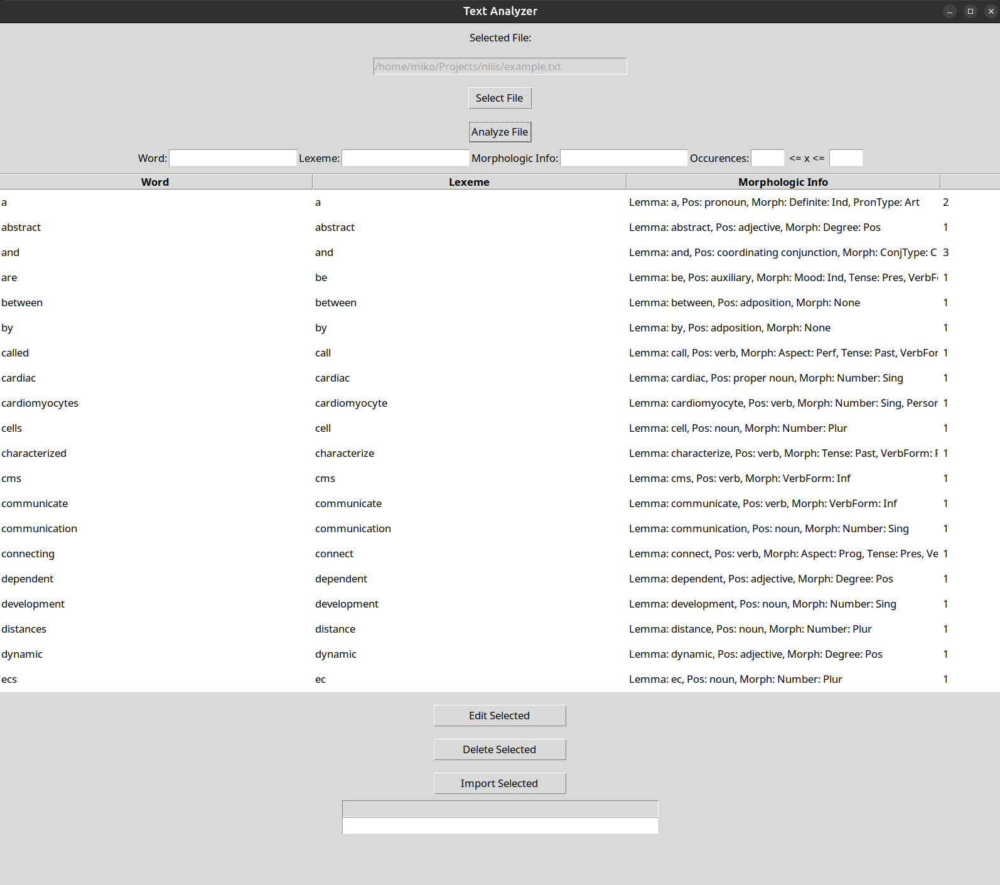 Text Analyzer
Selected File:
/home/miko/Projects/nliis/example.txt
Select File
Analyze File
Word: Lexeme: Morphologic Info: Occurences: <= x <=
Word Lexeme Morphologic Info
a a Lemma: a, Pos: pronoun, Morph: Definite: Ind, PronType: Art 2
abstract abstract Lemma: abstract, Pos: adjective, Morph: Degree: Pos 1
and and Lemma: and, Pos: coordinating conjunction, Morph: ConjType: C 3
are be Lemma: be, Pos: auxiliary, Morph: Mood: Ind, Tense: Pres, VerbF 1
between between Lemma: between, Pos: adposition, Morph: None 1
by by Lemma: by, Pos: adposition, Morph: None 1
called call Lemma: call, Pos: verb, Morph: Aspect: Perf, Tense: Past, VerbFor 1
cardiac cardiac Lemma: cardiac, Pos: proper noun, Morph: Number: Sing 1
cardiomyocytes cardiomyocyte Lemma: cardiomyocyte, Pos: verb, Morph: Number: Sing, Person 1
cells cell Lemma: cell, Pos: noun, Morph: Number: Plur 1
characterized characterize Lemma: characterize, Pos: verb, Morph: Tense: Past, VerbForm: 1
cms cms Lemma: cms, Pos: verb, Morph: VerbForm: Inf 1
communicate communicate Lemma: communicate, Pos: verb, Morph: VerbForm: Inf 1
communication communication Lemma: communication, Pos: noun, Morph: Number: Sing 1
connecting connect Lemma: connect, Pos: verb, Morph: Aspect: Prog, Tense: Pres, Ve 1
dependent dependent Lemma: dependent, Pos: adjective, Morph: Degree: Pos 1
development development Lemma: development, Pos: noun, Morph: Number: Sing 1
distances distance Lemma: distance, Pos: noun, Morph: Number: Plur 1
dynamic dynamic Lemma: dynamic, Pos: adjective, Morph: Degree: Pos 1
ecs ec Lemma: ec, Pos: noun, Morph: Number: Plur 1
Edit Selected
Delete Selected
Import Selected